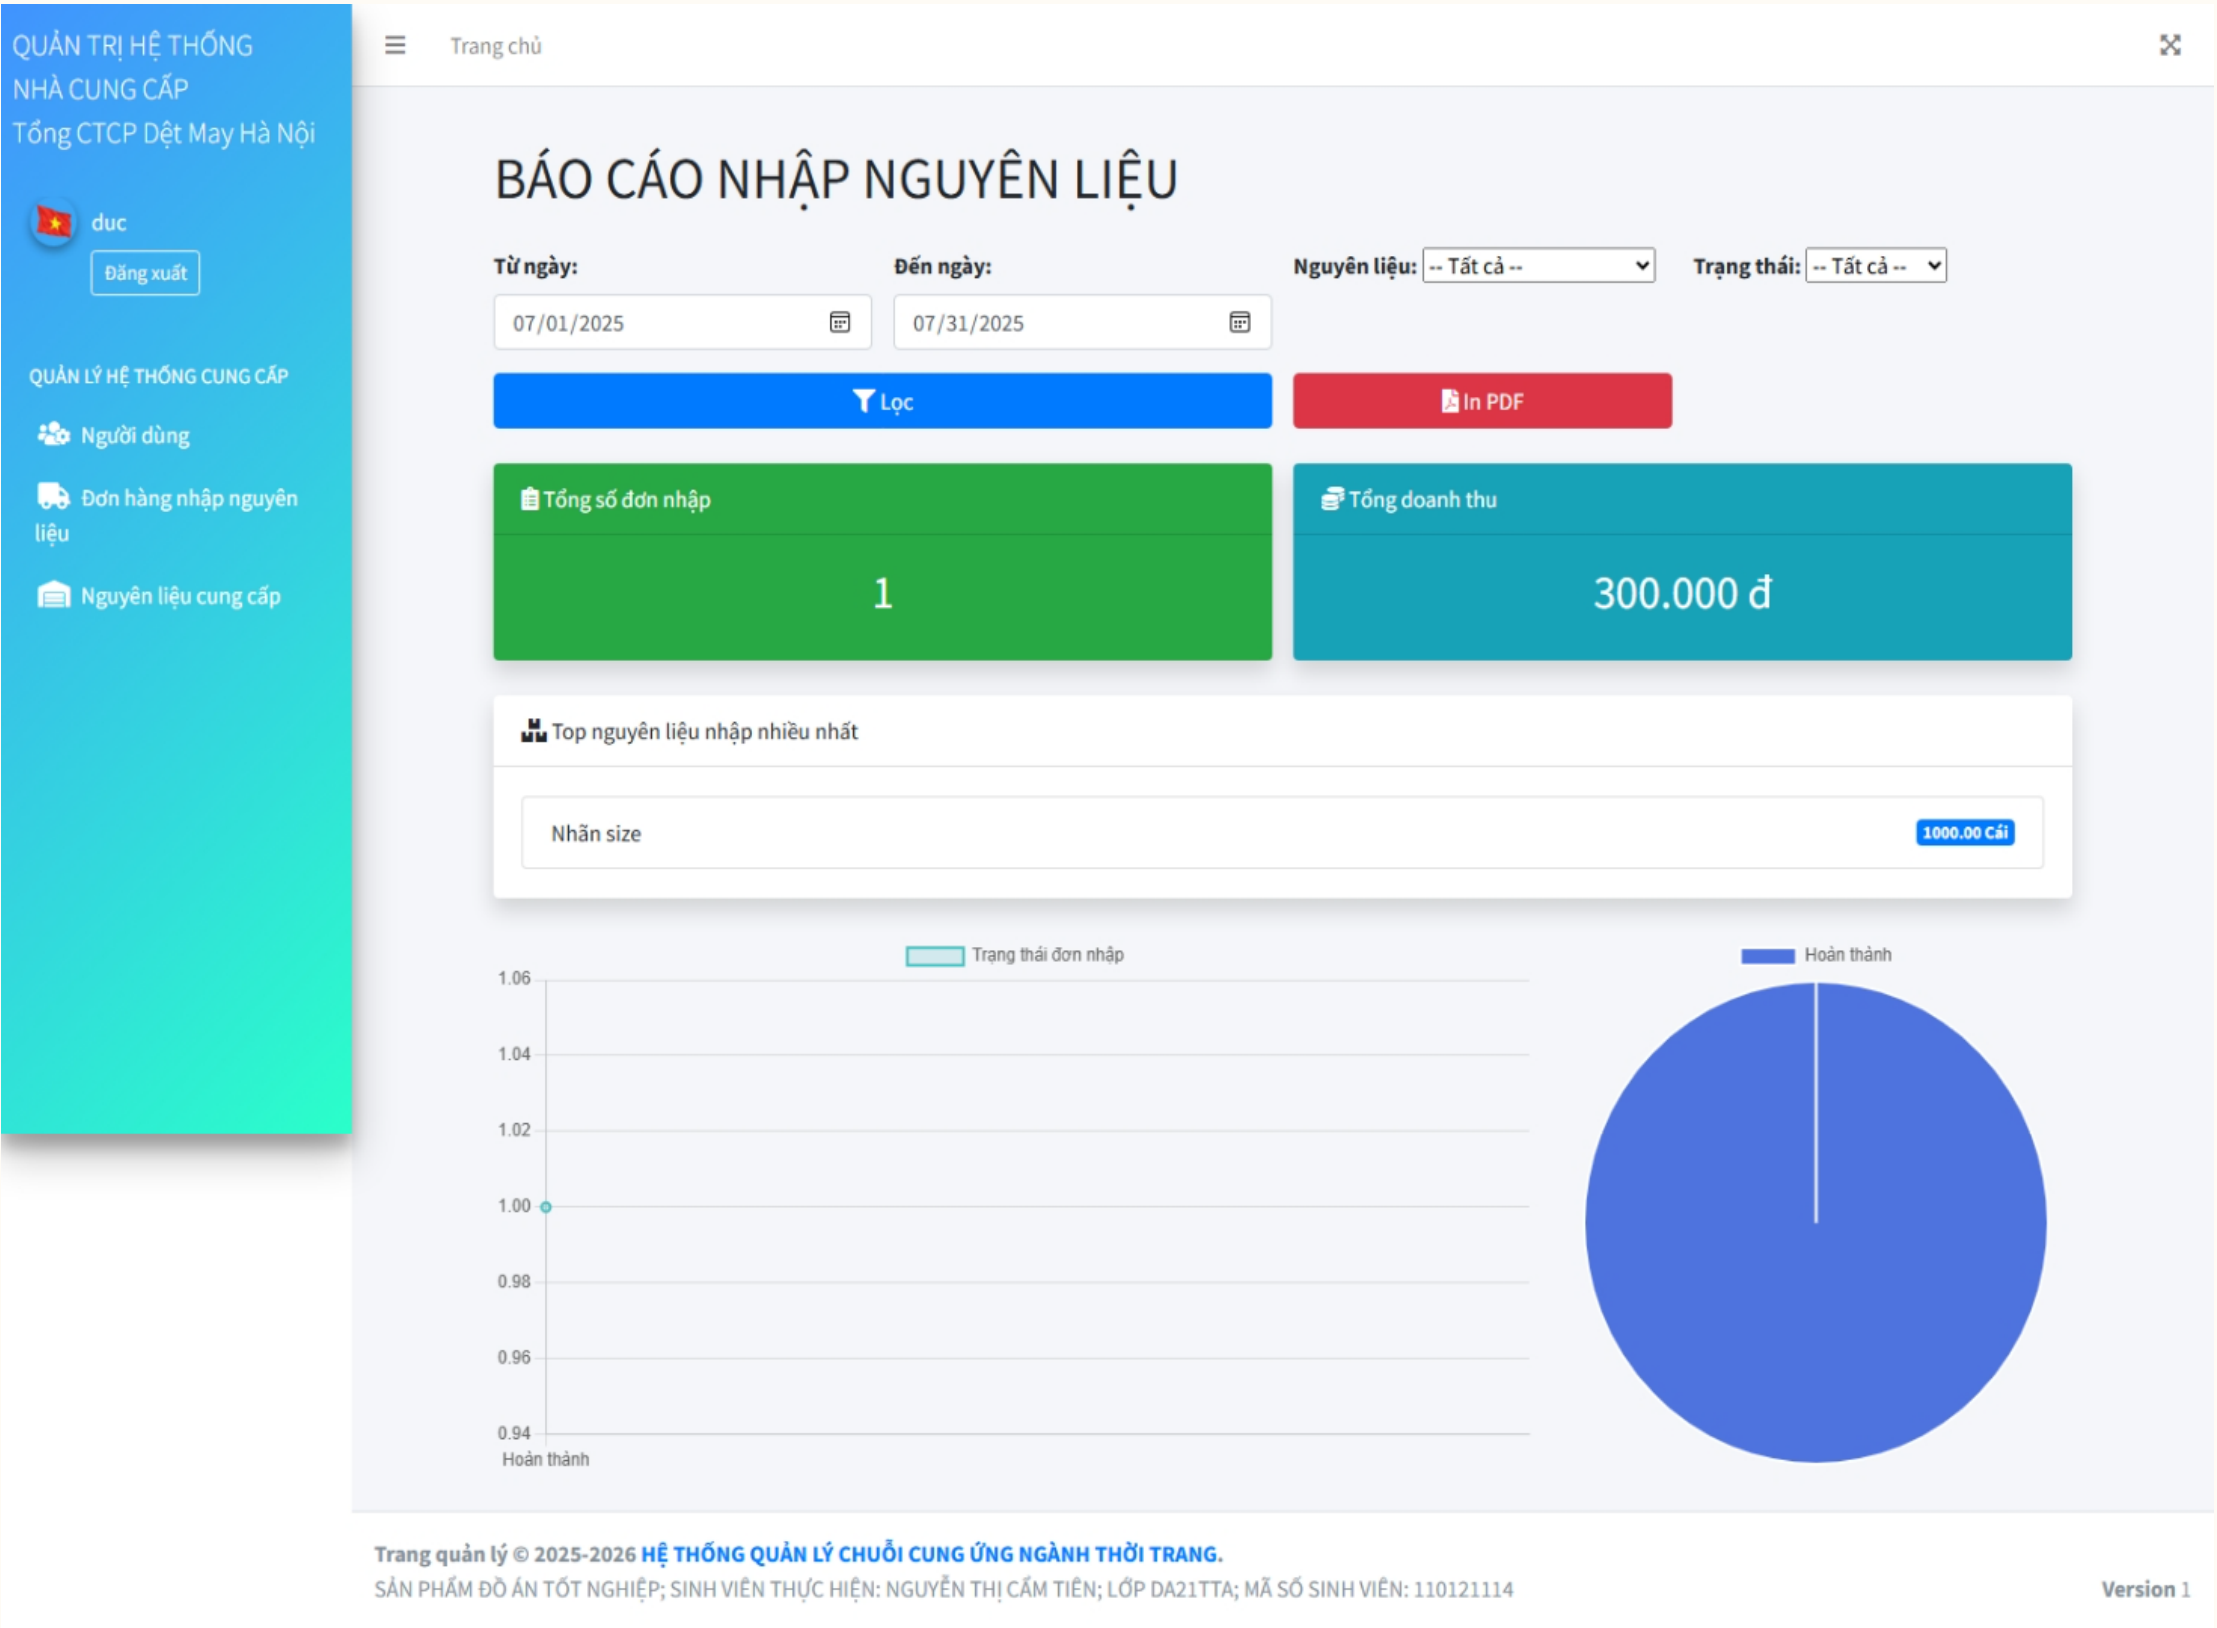 QUẢN TRỊ HỆ THỐNG
NHÀ CUNG CẤP
Tổng CTCP Dệt May Hà Nội
duc
Đăng xuất
QUẢN LÝ HỆ THỐNG CUNG CẤP
Người dùng
Đơn hàng nhập nguyên
liệu
Nguyên liệu cung cấp
Trang chủ
BÁO CÁO NHẬP NGUYÊN LIỆU
Từ ngày:
07/01/2025
Đến ngày:
07/31/2025
Nguyên liệu: -- Tất cả --
Trạng thái: -- Tất cả --
Lọc
In PDF
Tổng số đơn nhập
1
Tổng doanh thu
300.000 đ
Top nguyên liệu nhập nhiều nhất
Nhãn size 1000.00 Cái
Trạng thái đơn nhập
1.06
1.04
1.02
1.00
0.98
0.96
0.94
Hoàn thành
Hoàn thành
Trang quản lý © 2025-2026 HỆ THỐNG QUẢN LÝ CHUỖI CUNG ỨNG NGÀNH THỜI TRANG.
SẢN PHẨM ĐỒ ÁN TỐT NGHIỆP; SINH VIÊN THỰC HIỆN: NGUYỄN THỊ CẨM TIÊN; LỚP DA21TTA; MÃ SỐ SINH VIÊN: 110121114
Version 1